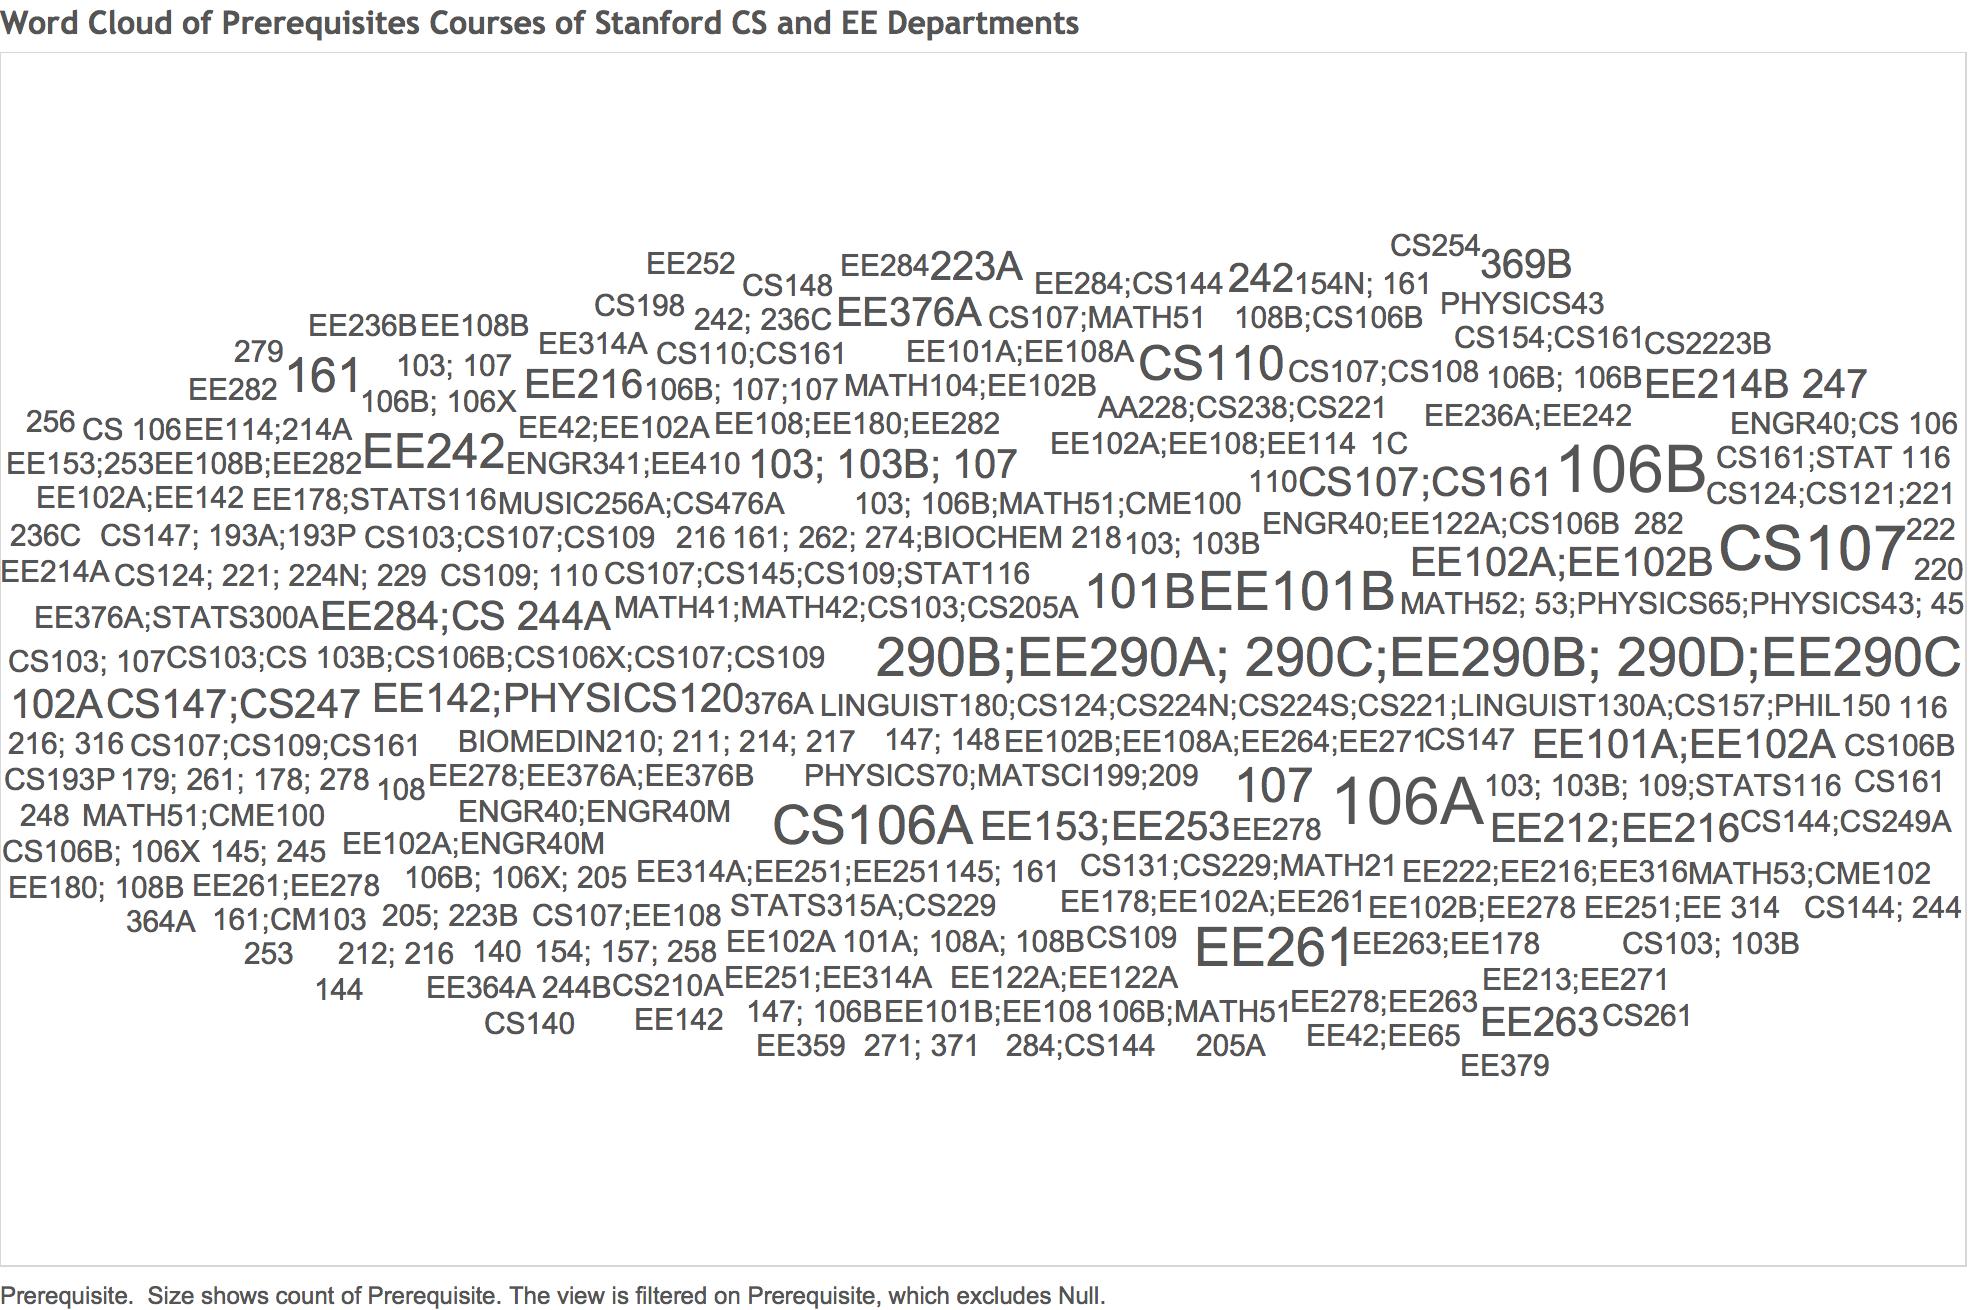 Word Cloud of Prerequisites Courses of Stanford CS and EE Departments
CS254
EE252 EE284 223A 369B
CS148 EE284;CS144 242 154N; 161
CS198 242; 236C EE376A CS107;MATH51 108B;CS106B PHYSICS43
EE236B EE108B EE314A CS110;CS161 EE101A;EE108A CS154;CS161 CS2223B
279 161 103; 107 CS110 CS107;CS108 106B; 106B
EE282 106B; 106X EE216 106B; 107;107 MATH104;EE102B EE214B 247
256 CS 106 EE114;214A EE42;EE102A EE108;EE180;EE282 AA228;CS238;CS221 EE236A;EE242 ENGR40;CS 106
EE153;253 EE108B;EE282 EE242 ENGR341;EE410 103; 103B; 107 EE102A;EE108;EE114 1C 106B CS161;STAT 116
EE102A;EE142 EE178;STATS116 MUSIC256A;CS476A 103; 106B;MATH51;CME100 110 CS107;CS161 CS124;CS121;221
236C CS147; 193A;193P CS103;CS107;CS109 216 161; 262; 274;BIOCHEM 218 103; 103B ENGR40;EE122A;CS106B 282 CS107 222
EE214A CS124; 221; 224N; 229 CS109; 110 CS107;CS145;CS109;STAT116 EE102A;EE102B 220
EE376A;STATS300A EE284;CS 244A MATH41;MATH42;CS103;CS205A 101B EE101B MATH52; 53;PHYSICS65;PHYSICS43; 45
CS103; 107 CS103;CS 103B;CS106B;CS106X;CS107;CS109 290B;EE290A; 290C;EE290B; 290D;EE290C
102A CS147;CS247 EE142;PHYSICS120 376A LINGUIST180;CS124;CS224N;CS224S;CS221;LINGUIST130A;CS157;PHIL150 116
216; 316 CS107;CS109;CS161 BIOMEDIN210; 211; 214; 217 147; 148 EE102B;EE108A;EE264;EE271 CS147 EE101A;EE102A CS106B
CS193P 179; 261; 178; 278 108 EE278;EE376A;EE376B PHYSICS70;MATSCI199;209 107 106A 103; 103B; 109;STATS116 CS161
248 MATH51;CME100 ENGR40;ENGR40M CS106A EE153;EE253 EE278 EE212;EE216 CS144;CS249A
CS106B; 106X 145; 245 EE102A;ENGR40M
EE180; 108B EE261;EE278 106B; 106X; 205 EE314A;EE251;EE251 145; 161 CS131;CS229;MATH21 EE222;EE216;EE316 MATH53;CME102
364A 161;CM103 205; 223B CS107;EE108 STATS315A;CS229 EE178;EE102A;EE261 EE102B;EE278 EE251;EE 314 CS144; 244
253 212; 216 140 154; 157; 258 EE102A 101A; 108A; 108B CS109 EE261 EE263;EE178 CS103; 103B
144 EE364A 244B CS210A EE251;EE314A EE122A;EE122A EE213;EE271
CS140 EE142 147; 106B EE101B;EE108 106B;MATH51 EE278;EE263 EE263 CS261
EE359 271; 371 284;CS144 205A EE42;EE65
EE379
Prerequisite. Size shows count of Prerequisite. The view is filtered on Prerequisite, which excludes Null.